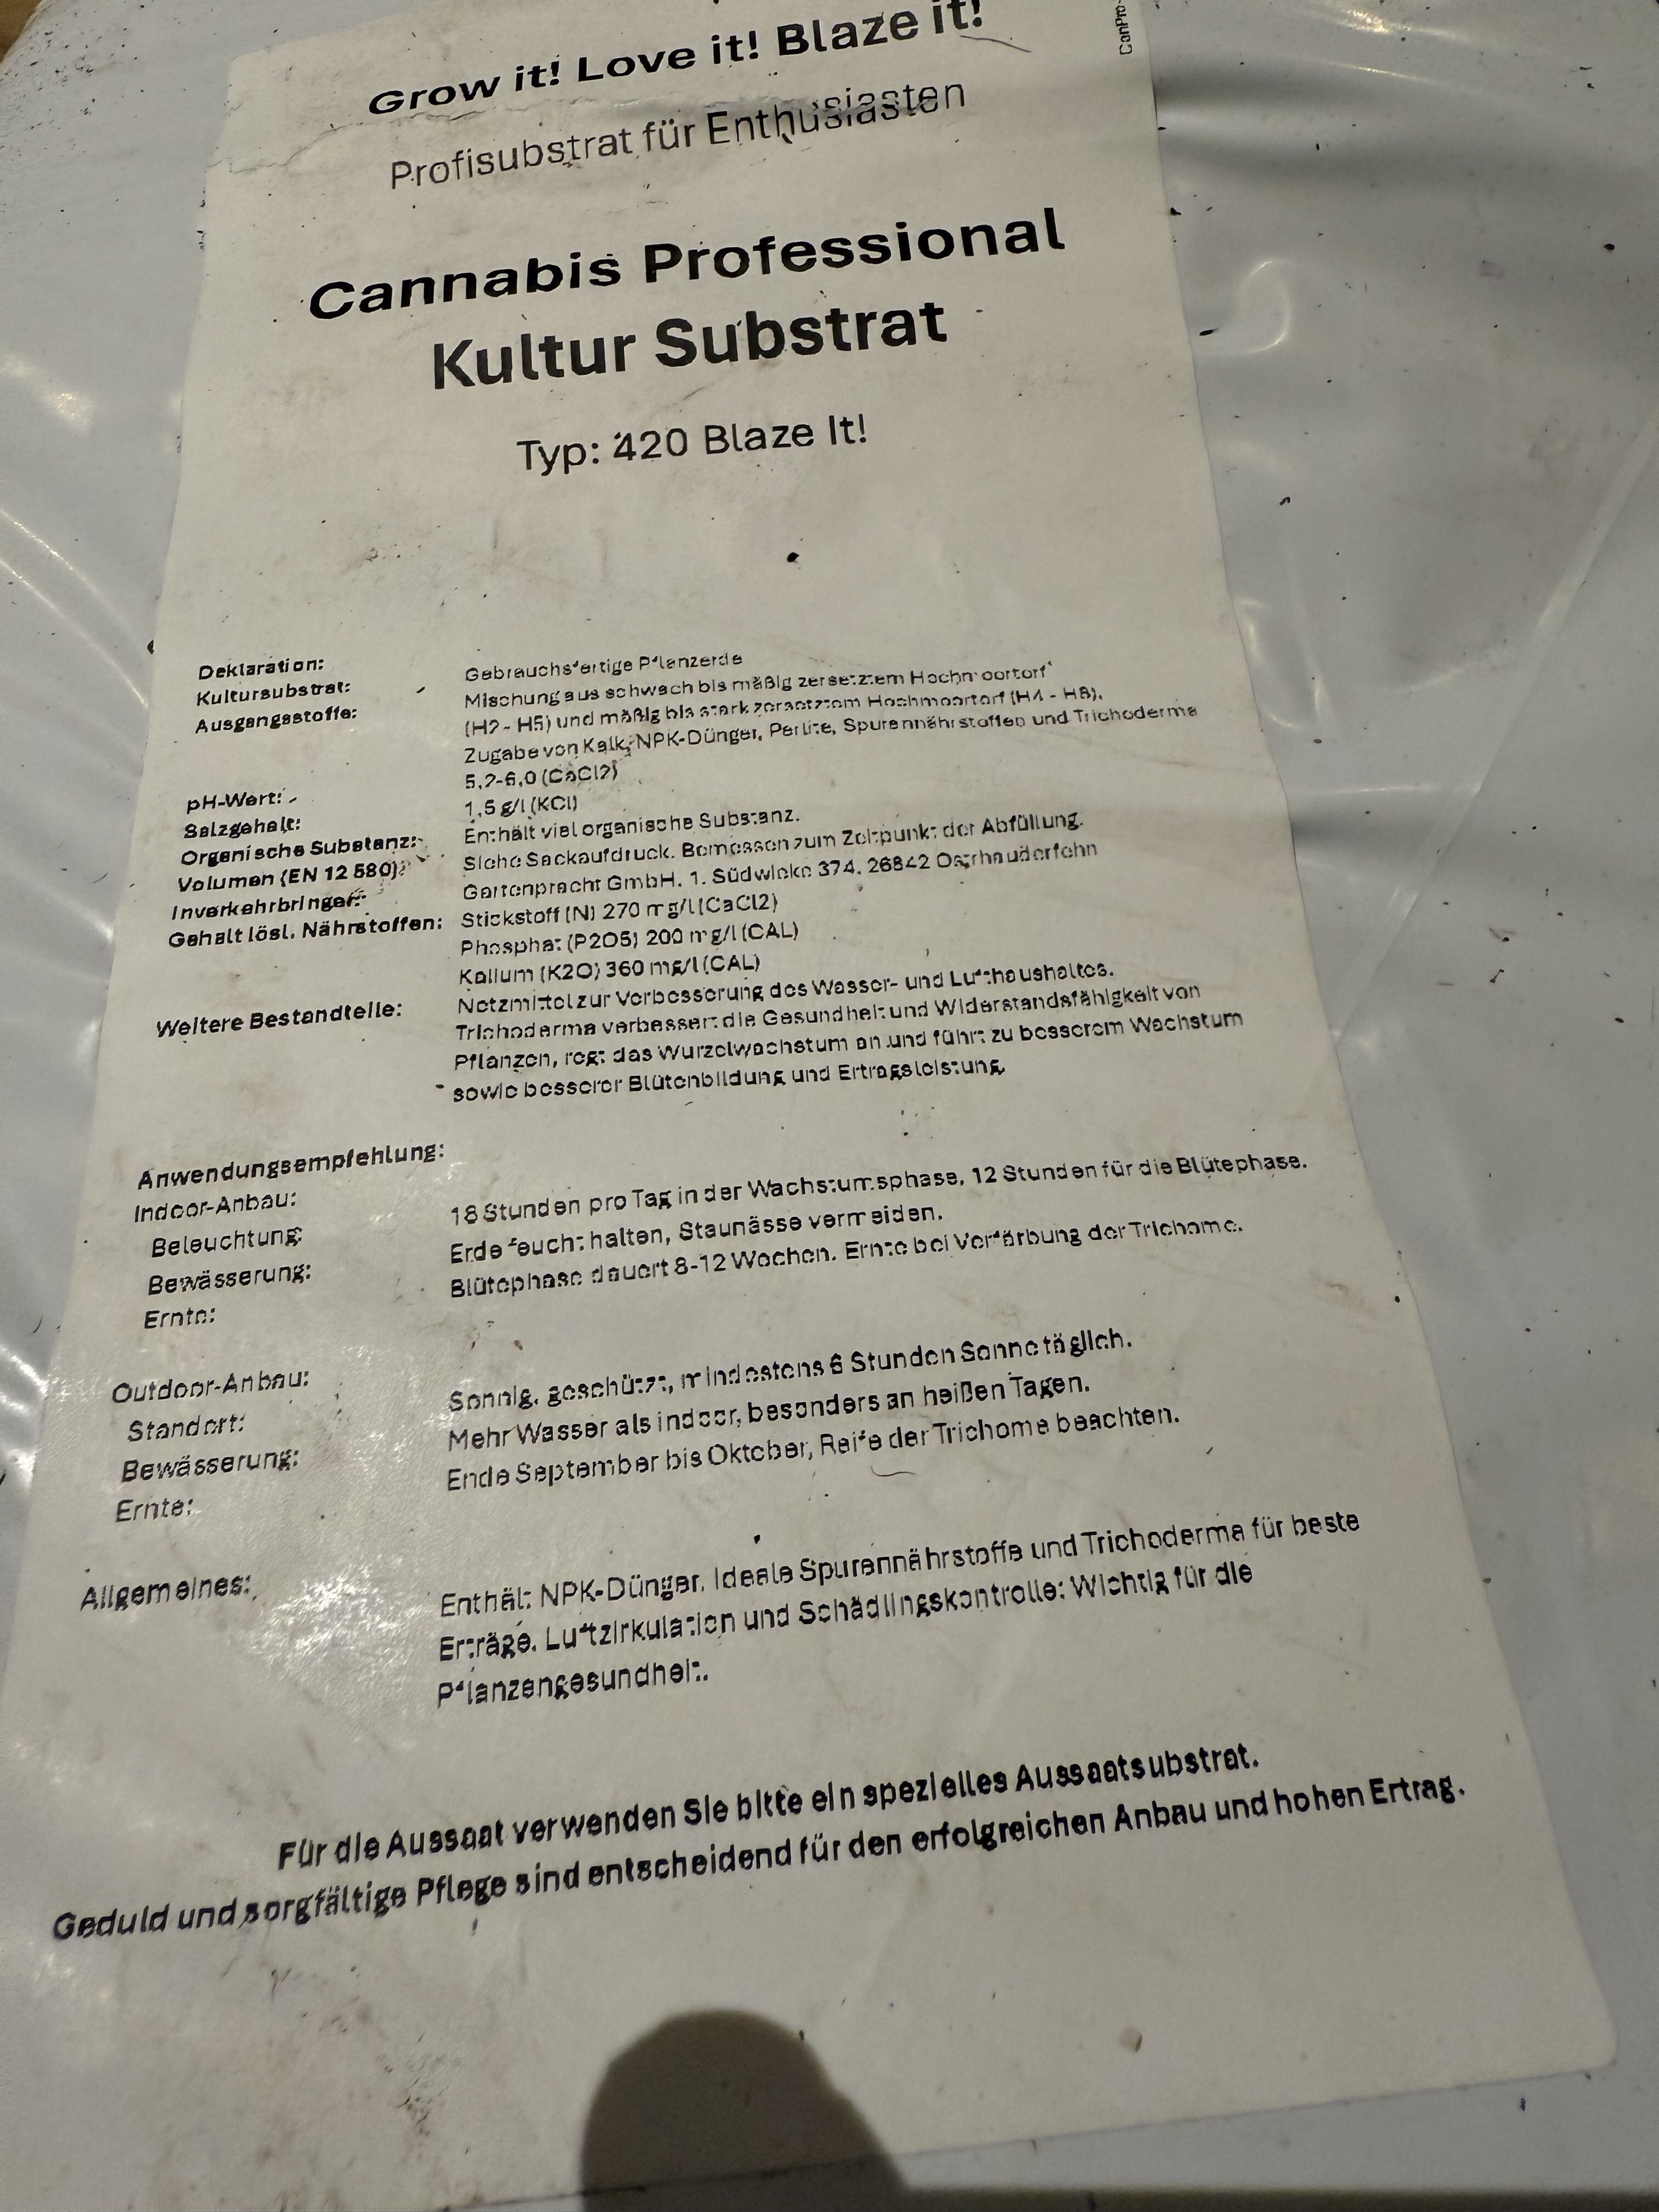 Grow it! Love it! Blaze it!
Profisubstrat für Enthusiasten
CanPro-
Cannabis Professional
Kultur Substrat
Typ: 420 Blaze It!
Deklaration: Gebrauchsfertige Pflanzerde
Kultursubstrat: Mischung aus schwach bis mäßig zersetztem Hochmoortorf
Ausgangsstoffe: (H2 - H5) und mäßig bis stark zersetztem Hochmoortorf (H4 - H8).
Zugabe von Kalk, NPK-Dünger, Perlite, Spurennährstoffen und Trichoderma
pH-Wert: 5,2-6,0 (CaCl2)
Salzgehalt: 1,5 g/l (KCl)
Organische Substanz: Enthält viel organische Substanz.
Volumen (EN 12 580): Siehe Sackaufdruck. Bemessen zum Zeitpunkt der Abfüllung.
Inverkehrbringer: Gartenpracht GmbH, 1. Südwieke 374, 26842 Ostrhauderfehn
Gehalt lösl. Nährstoffen: Stickstoff (N) 270 mg/l (CaCl2)
Phosphat (P2O5) 200 mg/l (CAL)
Kalium (K2O) 360 mg/l (CAL)
Weitere Bestandteile: Netzmittel zur Verbesserung des Wasser- und Lufthaushaltes.
Trichoderma verbessert die Gesundheit und Widerstandsfähigkeit von
Pflanzen, regt das Wurzelwachstum an und führt zu besserem Wachstum
sowie besserer Blütenbildung und Ertragsleistung.
Anwendungsempfehlung:
Indoor-Anbau:
Beleuchtung: 18 Stunden pro Tag in der Wachstumsphase, 12 Stunden für die Blütephase.
Bewässerung: Erde feucht halten, Staunässe vermeiden.
Ernte: Blütephase dauert 8-12 Wochen. Ernte bei Verfärbung der Trichome.
Outdoor-Anbau:
Standort: Sonnig, geschützt, mindestens 6 Stunden Sonne täglich.
Bewässerung: Mehr Wasser als indoor, besonders an heißen Tagen.
Ernte: Ende September bis Oktober, Reife der Trichome beachten.
Allgemeines: Enthält NPK-Dünger. Ideale Spurennährstoffe und Trichoderma für beste
Erträge. Luftzirkulation und Schädlingskontrolle: Wichtig für die
Pflanzengesundheit.
Für die Aussaat verwenden Sie bitte ein spezielles Aussaatsubstrat.
Geduld und sorgfältige Pflege sind entscheidend für den erfolgreichen Anbau und hohen Ertrag.